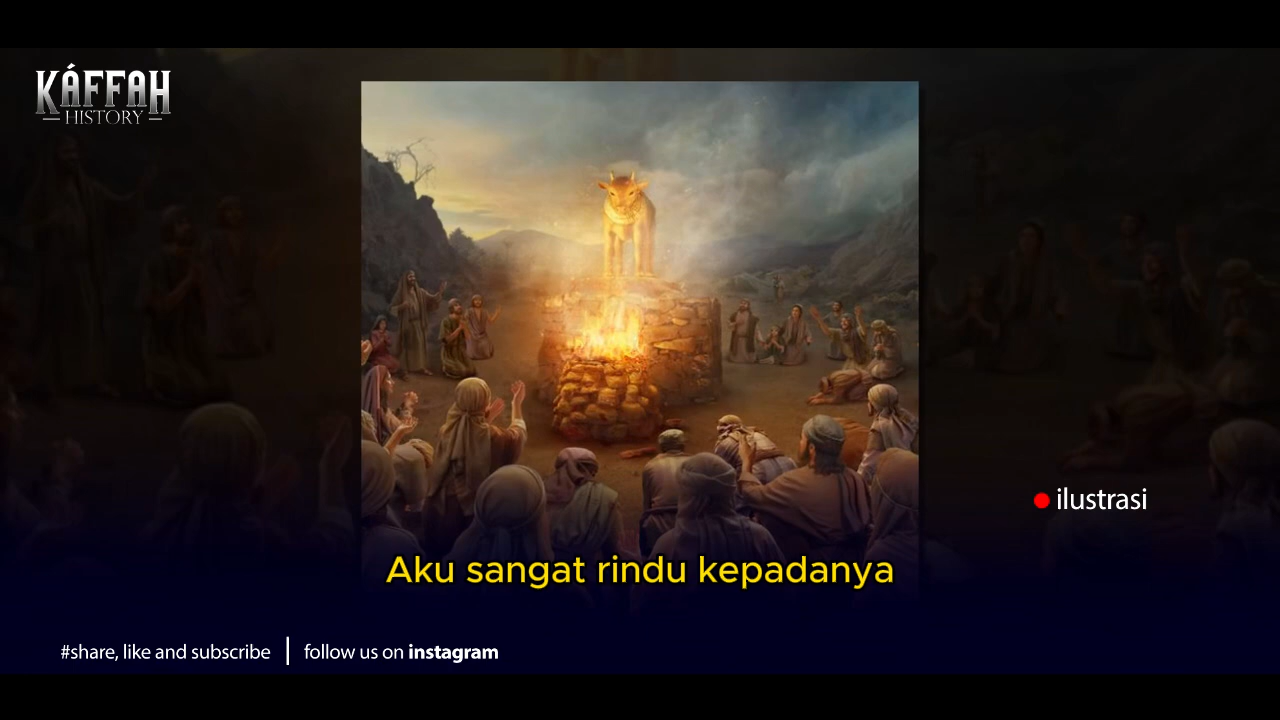 KÁFFAH
HISTORY
ilustrasi
Aku sangat rindu kepadanya
#share, like and subscribe | follow us on instagram